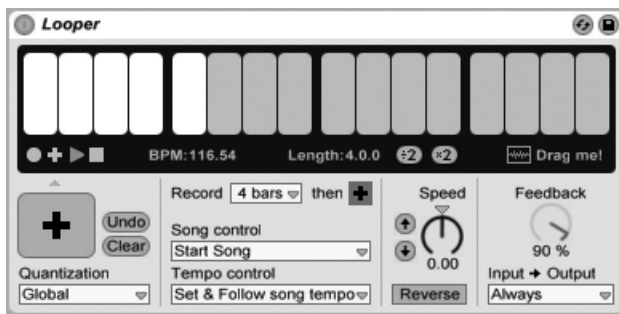 Looper
BPM:116.54 Length:4.0.0 ÷2 ×2 Drag me!
Record 4 bars then Speed Feedback
Undo
Clear
Song control
Start Song
0.00
90 %
Quantization
Tempo control
Input → Output
Global
Set & Follow song tempo
Reverse
Always